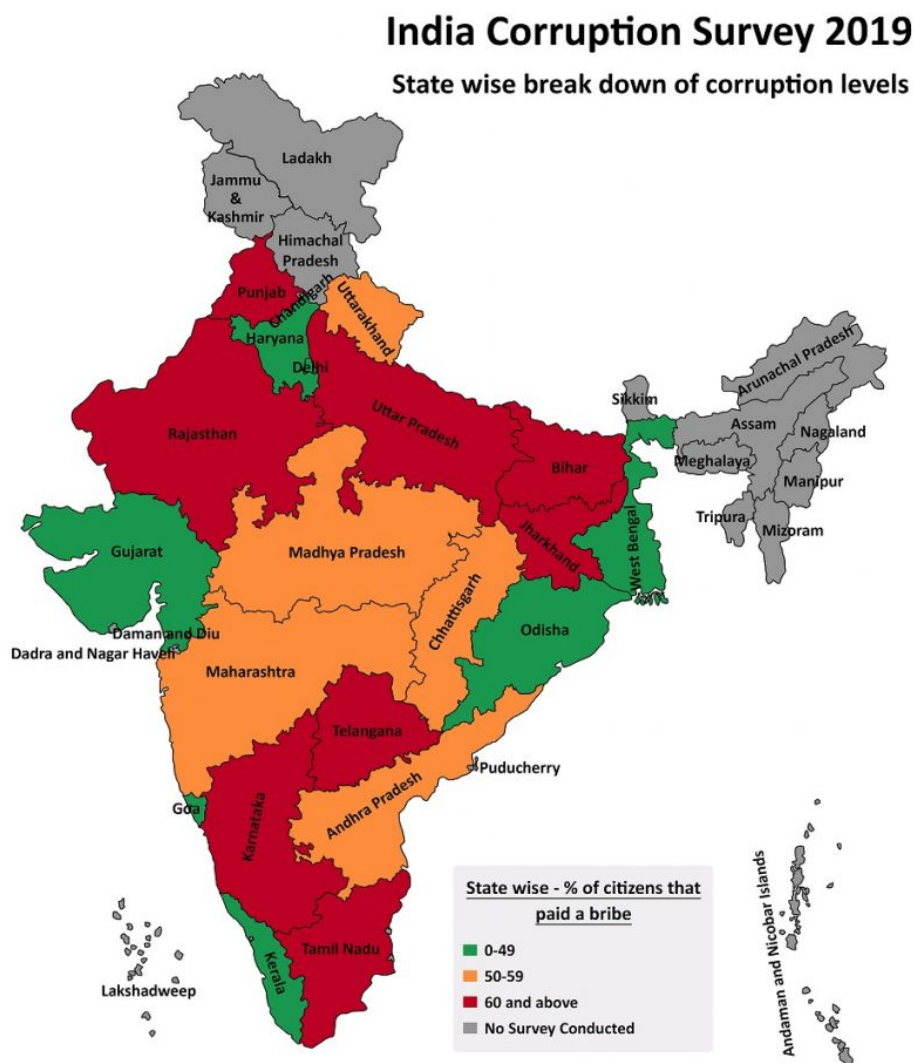 India Corruption Survey 2019
State wise break down of corruption levels
Ladakh
Jammu
&
Kashmir
Himachal
Pradesh
Punjab
Chandigarh
Uttarakhand
Haryana
Delhi
Arunachal Pradesh
Sikkim
Assam
Nagaland
Meghalaya
Manipur
Tripura
Mizoram
Rajasthan
Uttar Pradesh
Bihar
Jharkhand
West Bengal
Gujarat
Madhya Pradesh
Chhattisgarh
Odisha
Daman and Diu
Dadra and Nagar Haveli
Maharashtra
Telangana
Puducherry
Goa
Karnataka
Andhra Pradesh
Tamil Nadu
Kerala
Lakshadweep
Andaman and Nicobar Islands
State wise - % of citizens that
paid a bribe
0-49
50-59
60 and above
No Survey Conducted